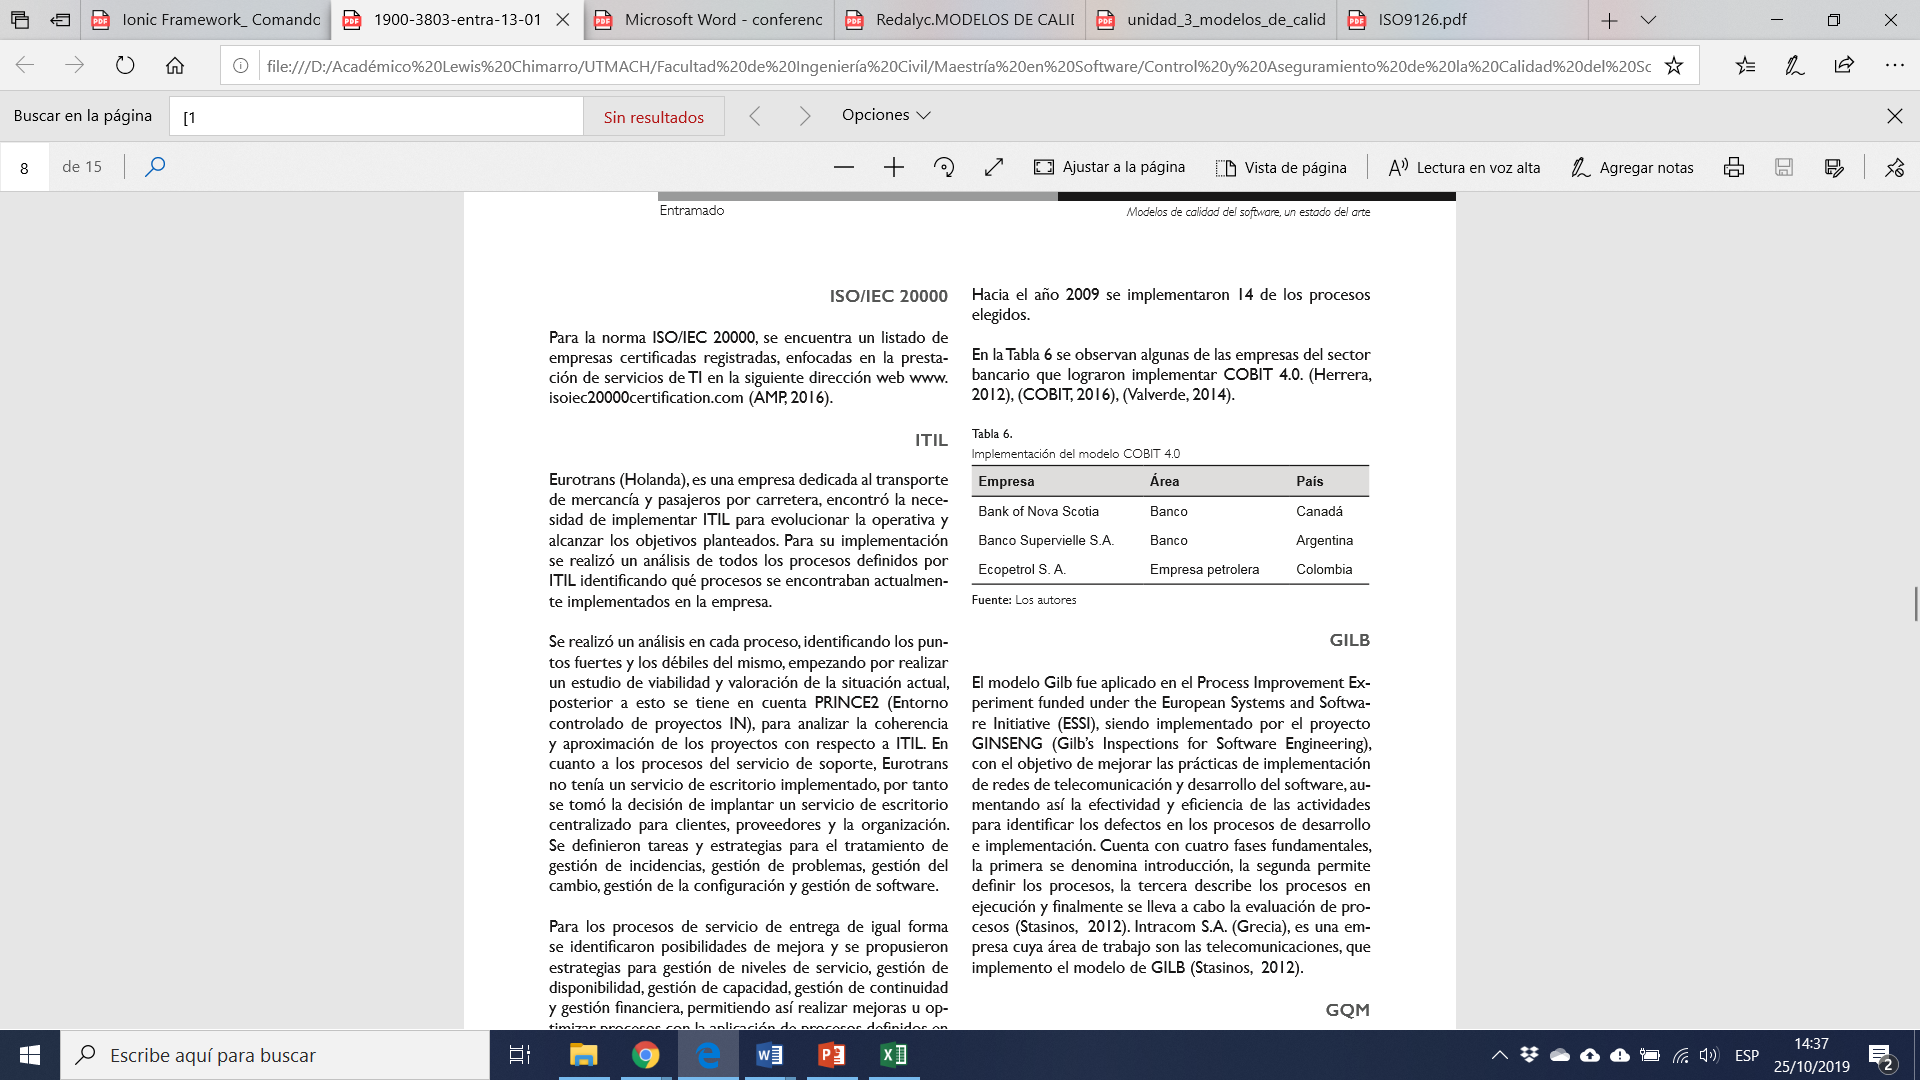 Ionic Framework_ Comando
1900-3803-entra-13-01
Microsoft Word - conferenc
Redalyc.MODELOS DE CALI
unidad_3_modelos_de_calid
ISO9126.pdf
file:///D:/Académico%20Lewis%20Chimarro/UTMACH/Facultad%20de%20Ingeniería%20Civil/Maestría%20en%20Software/Control%20y%20Aseguramiento%20de%20la%20Calidad%20del%20Sc
Buscar en la página
[1
Sin resultados
Opciones
8
de 15
Ajustar a la página
Vista de página
Lectura en voz alta
Agregar notas
Entramado
Modelos de calidad del software, un estado del arte
ISO/IEC 20000
Para la norma ISO/IEC 20000, se encuentra un listado de
empresas certificadas registradas, enfocadas en la presta-
ción de servicios de TI en la siguiente dirección web www.
isoiec20000certification.com (AMP, 2016).
ITIL
Eurotrans (Holanda), es una empresa dedicada al transporte
de mercancía y pasajeros por carretera, encontró la nece-
sidad de implementar ITIL para evolucionar la operativa y
alcanzar los objetivos planteados. Para su implementación
se realizó un análisis de todos los procesos definidos por
ITIL identificando qué procesos se encontraban actualmen-
te implementados en la empresa.
Se realizó un análisis en cada proceso, identificando los pun-
tos fuertes y los débiles del mismo, empezando por realizar
un estudio de viabilidad y valoración de la situación actual,
posterior a esto se tiene en cuenta PRINCE2 (Entorno
controlado de proyectos IN), para analizar la coherencia
y aproximación de los proyectos con respecto a ITIL. En
cuanto a los procesos del servicio de soporte, Eurotrans
no tenía un servicio de escritorio implementado, por tanto
se tomó la decisión de implantar un servicio de escritorio
centralizado para clientes, proveedores y la organización.
Se definieron tareas y estrategias para el tratamiento de
gestión de incidencias, gestión de problemas, gestión del
cambio, gestión de la configuración y gestión de software.
Para los procesos de servicio de entrega de igual forma
se identificaron posibilidades de mejora y se propusieron
estrategias para gestión de niveles de servicio, gestión de
disponibilidad, gestión de capacidad, gestión de continuidad
y gestión financiera, permitiendo así realizar mejoras u op-
timizar procesos con la aplicación de procesos definidos en
Hacia el año 2009 se implementaron 14 de los procesos
elegidos.
En la Tabla 6 se observan algunas de las empresas del sector
bancario que lograron implementar COBIT 4.0. (Herrera,
2012), (COBIT, 2016), (Valverde, 2014).
Tabla 6.
Implementación del modelo COBIT 4.0
Empresa Área País
Bank of Nova Scotia Banco Canadá
Banco Supervielle S.A. Banco Argentina
Ecopetrol S. A. Empresa petrolera Colombia
Fuente: Los autores
GILB
El modelo Gilb fue aplicado en el Process Improvement Ex-
periment funded under the European Systems and Softwa-
re Initiative (ESSI), siendo implementado por el proyecto
GINSENG (Gilb's Inspections for Software Engineering),
con el objetivo de mejorar las prácticas de implementación
de redes de telecomunicación y desarrollo del software, au-
mentando así la efectividad y eficiencia de las actividades
para identificar los defectos en los procesos de desarrollo
e implementación. Cuenta con cuatro fases fundamentales,
la primera se denomina introducción, la segunda permite
definir los procesos, la tercera describe los procesos en
ejecución y finalmente se lleva a cabo la evaluación de pro-
cesos (Stasinos, 2012). Intracom S.A. (Grecia), es una em-
presa cuya área de trabajo son las telecomunicaciones, que
implemento el modelo de GILB (Stasinos, 2012).
GQM
Escribe aquí para buscar
ESP
14:37
25/10/2019
2